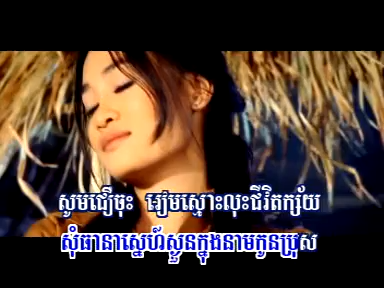 សូមជឿចុះ រៀមស្មោះលុះជីវិតក្ស័យ
សុំធានាស្នេហ៍ស្ងួនក្នុងនាមកូនប្រុស